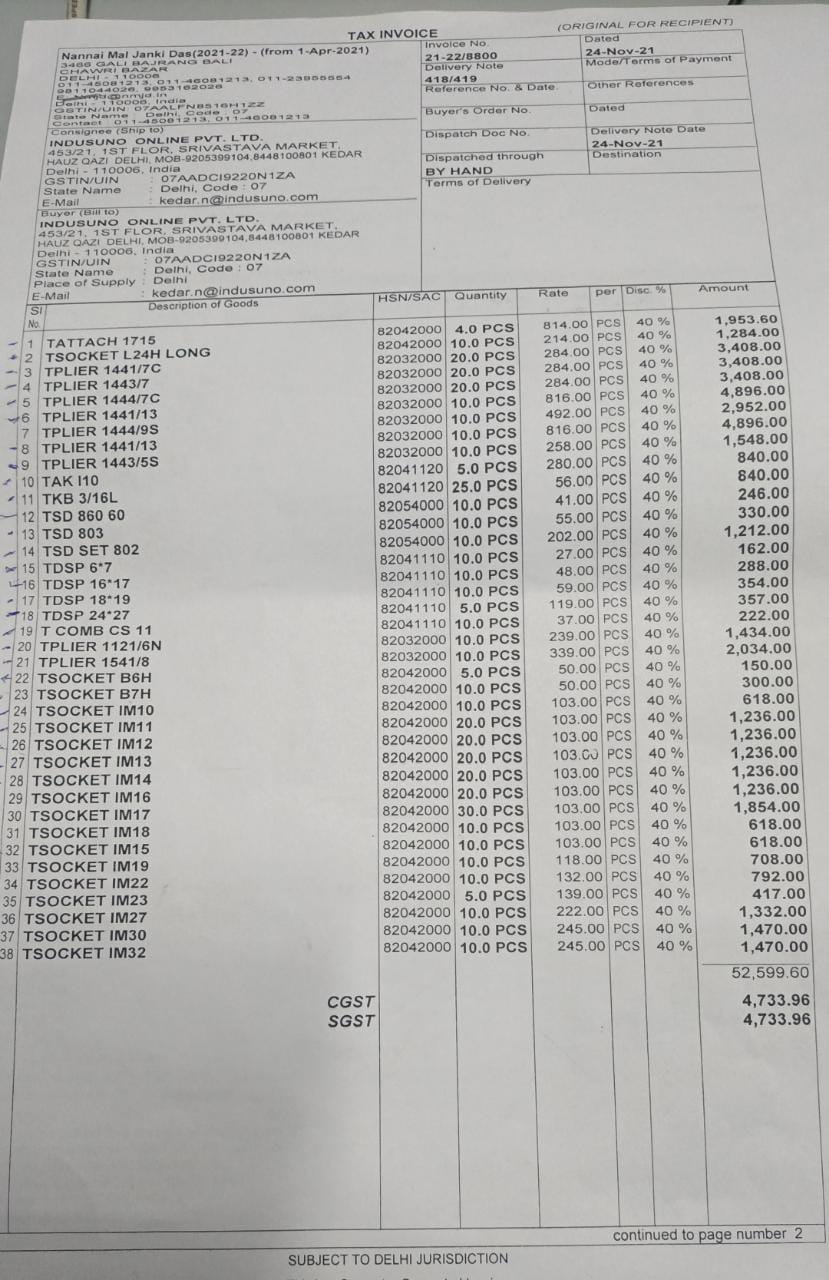 TAX INVOICE
(ORIGINAL FOR RECIPIENT)
Nannai Mal Janki Das(2021-22) - (from 1-Apr-2021)
3466 GALI BAJRANG BALI
CHAWRI BAZAR
DELHI - 110006
011-45081213, 011-46081213, 011-23955554
9811044026, 9953162026
Delhi - 110006, India
GSTIN/UIN: 07AALFN8516H1ZZ
State Name : Delhi, Code : 07
Contact : 011-45081213, 011-46081213
Invoice No.
21-22/8800
Dated
24-Nov-21
Delivery Note
418/419
Mode/Terms of Payment
Reference No. & Date.
Other References
Buyer's Order No.
Dated
Dispatch Doc No.
Delivery Note Date
24-Nov-21
Dispatched through
BY HAND
Destination
Terms of Delivery
Consignee (Ship to)
INDUSUNO ONLINE PVT. LTD.
453/21, 1ST FLOR, SRIVASTAVA MARKET,
HAUZ QAZI DELHI, MOB-9205399104,8448100801 KEDAR
Delhi - 110006, India
GSTIN/UIN : 07AADCI9220N1ZA
State Name : Delhi, Code : 07
E-Mail : kedar.n@indusuno.com
Buyer (Bill to)
INDUSUNO ONLINE PVT. LTD.
453/21, 1ST FLOR, SRIVASTAVA MARKET,
HAUZ QAZI DELHI, MOB-9205399104,8448100801 KEDAR
Delhi - 110006, India
GSTIN/UIN : 07AADCI9220N1ZA
State Name : Delhi, Code : 07
Place of Supply : Delhi
E-Mail : kedar.n@indusuno.com
Sl No. Description of Goods HSN/SAC Quantity Rate per Disc. % Amount
1 TATTACH 1715 82042000 4.0 PCS 814.00 PCS 40 % 1,953.60
2 TSOCKET L24H LONG 82042000 10.0 PCS 214.00 PCS 40 % 1,284.00
3 TPLIER 1441/7C 82032000 20.0 PCS 284.00 PCS 40 % 3,408.00
4 TPLIER 1443/7 82032000 20.0 PCS 284.00 PCS 40 % 3,408.00
5 TPLIER 1444/7C 82032000 20.0 PCS 284.00 PCS 40 % 3,408.00
6 TPLIER 1441/13 82032000 10.0 PCS 816.00 PCS 40 % 4,896.00
7 TPLIER 1444/9S 82032000 10.0 PCS 492.00 PCS 40 % 2,952.00
8 TPLIER 1441/13 82032000 10.0 PCS 816.00 PCS 40 % 4,896.00
9 TPLIER 1443/5S 82032000 10.0 PCS 258.00 PCS 40 % 1,548.00
10 TAK I10 82041120 5.0 PCS 280.00 PCS 40 % 840.00
11 TKB 3/16L 82041120 25.0 PCS 56.00 PCS 40 % 840.00
12 TSD 860 60 82054000 10.0 PCS 41.00 PCS 40 % 246.00
13 TSD 803 82054000 10.0 PCS 55.00 PCS 40 % 330.00
14 TSD SET 802 82054000 10.0 PCS 202.00 PCS 40 % 1,212.00
15 TDSP 6*7 82041110 10.0 PCS 27.00 PCS 40 % 162.00
16 TDSP 16*17 82041110 10.0 PCS 48.00 PCS 40 % 288.00
17 TDSP 18*19 82041110 10.0 PCS 59.00 PCS 40 % 354.00
18 TDSP 24*27 82041110 5.0 PCS 119.00 PCS 40 % 357.00
19 T COMB CS 11 82041110 10.0 PCS 37.00 PCS 40 % 222.00
20 TPLIER 1121/6N 82032000 10.0 PCS 239.00 PCS 40 % 1,434.00
21 TPLIER 1541/8 82032000 10.0 PCS 339.00 PCS 40 % 2,034.00
22 TSOCKET B6H 82042000 5.0 PCS 50.00 PCS 40 % 150.00
23 TSOCKET B7H 82042000 10.0 PCS 50.00 PCS 40 % 300.00
24 TSOCKET IM10 82042000 10.0 PCS 103.00 PCS 40 % 618.00
25 TSOCKET IM11 82042000 20.0 PCS 103.00 PCS 40 % 1,236.00
26 TSOCKET IM12 82042000 20.0 PCS 103.00 PCS 40 % 1,236.00
27 TSOCKET IM13 82042000 20.0 PCS 103.00 PCS 40 % 1,236.00
28 TSOCKET IM14 82042000 20.0 PCS 103.00 PCS 40 % 1,236.00
29 TSOCKET IM16 82042000 20.0 PCS 103.00 PCS 40 % 1,236.00
30 TSOCKET IM17 82042000 30.0 PCS 103.00 PCS 40 % 1,854.00
31 TSOCKET IM18 82042000 10.0 PCS 103.00 PCS 40 % 618.00
32 TSOCKET IM15 82042000 10.0 PCS 103.00 PCS 40 % 618.00
33 TSOCKET IM19 82042000 10.0 PCS 118.00 PCS 40 % 708.00
34 TSOCKET IM22 82042000 10.0 PCS 132.00 PCS 40 % 792.00
35 TSOCKET IM23 82042000 5.0 PCS 139.00 PCS 40 % 417.00
36 TSOCKET IM27 82042000 10.0 PCS 222.00 PCS 40 % 1,332.00
37 TSOCKET IM30 82042000 10.0 PCS 245.00 PCS 40 % 1,470.00
38 TSOCKET IM32 82042000 10.0 PCS 245.00 PCS 40 % 1,470.00
52,599.60
CGST 4,733.96
SGST 4,733.96
continued to page number 2
SUBJECT TO DELHI JURISDICTION